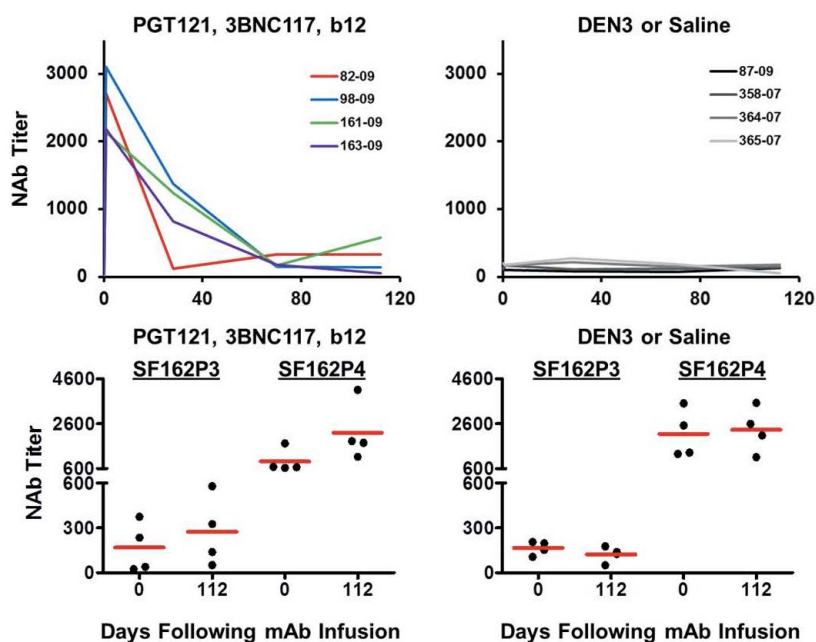 PGT121, 3BNC117, b12
DEN3 or Saline
NAb Titer
3000
2000
1000
0
0 40 80 120
82-09
98-09
161-09
163-09
0
1000
2000
3000
0 40 80 120
87-09
358-07
364-07
365-07
PGT121, 3BNC117, b12
DEN3 or Saline
SF162P3 SF162P4
SF162P3 SF162P4
NAb Titer
4600
2600
600
600
300
0
0 112 0 112
4600
2600
600
600
300
0
0 112 0 112
Days Following mAb Infusion
Days Following mAb Infusion